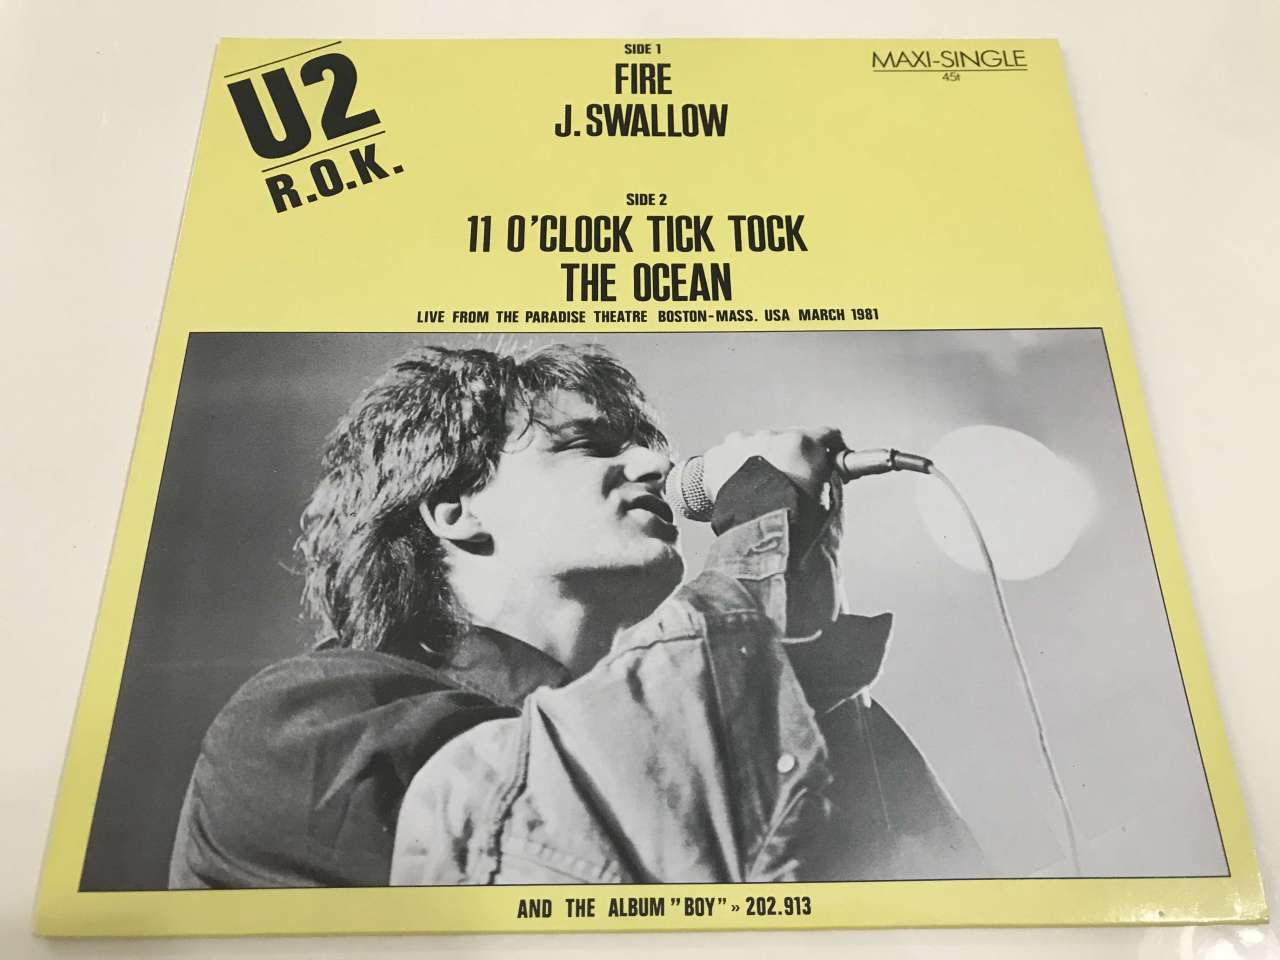 U2
R.O.K.
SIDE 1
FIRE
J. SWALLOW
MAXI-SINGLE
45t
SIDE 2
11 O'CLOCK TICK TOCK
THE OCEAN
LIVE FROM THE PARADISE THEATRE BOSTON-MASS. USA MARCH 1981
AND THE ALBUM "BOY" » 202.913